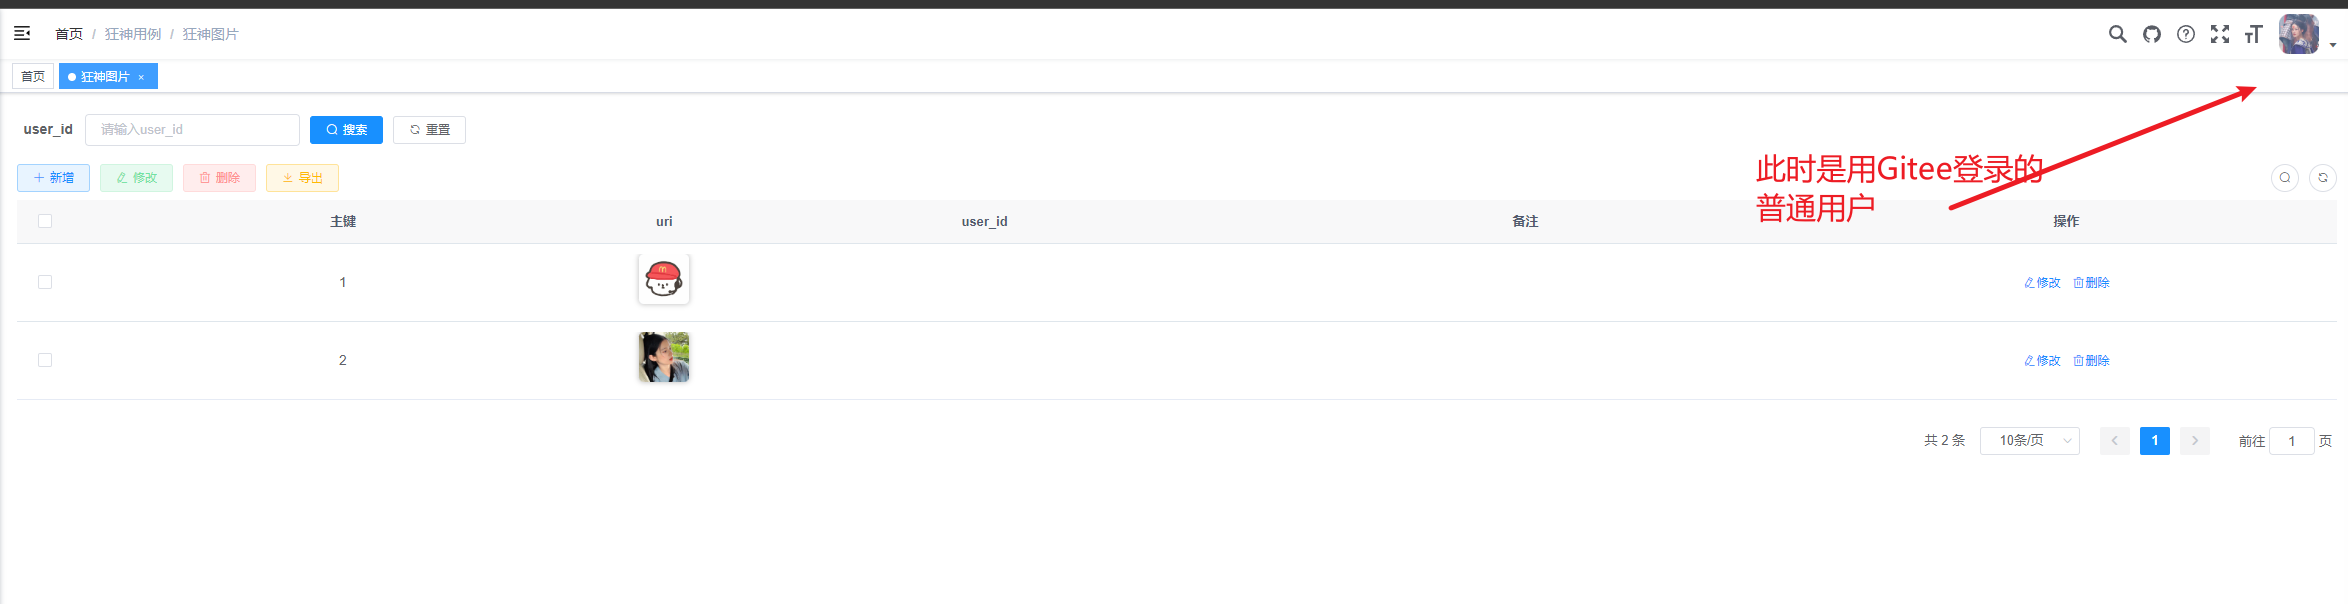 首页 / 狂神用例 / 狂神图片
首页
狂神图片 ×
user_id 请输入user_id 搜索 重置
新增 修改 删除 导出
此时是用Gitee登录的
普通用户
主键 uri user_id 备注 操作
1 修改 删除
2 修改 删除
共 2 条 10条/页 1 前往 1 页